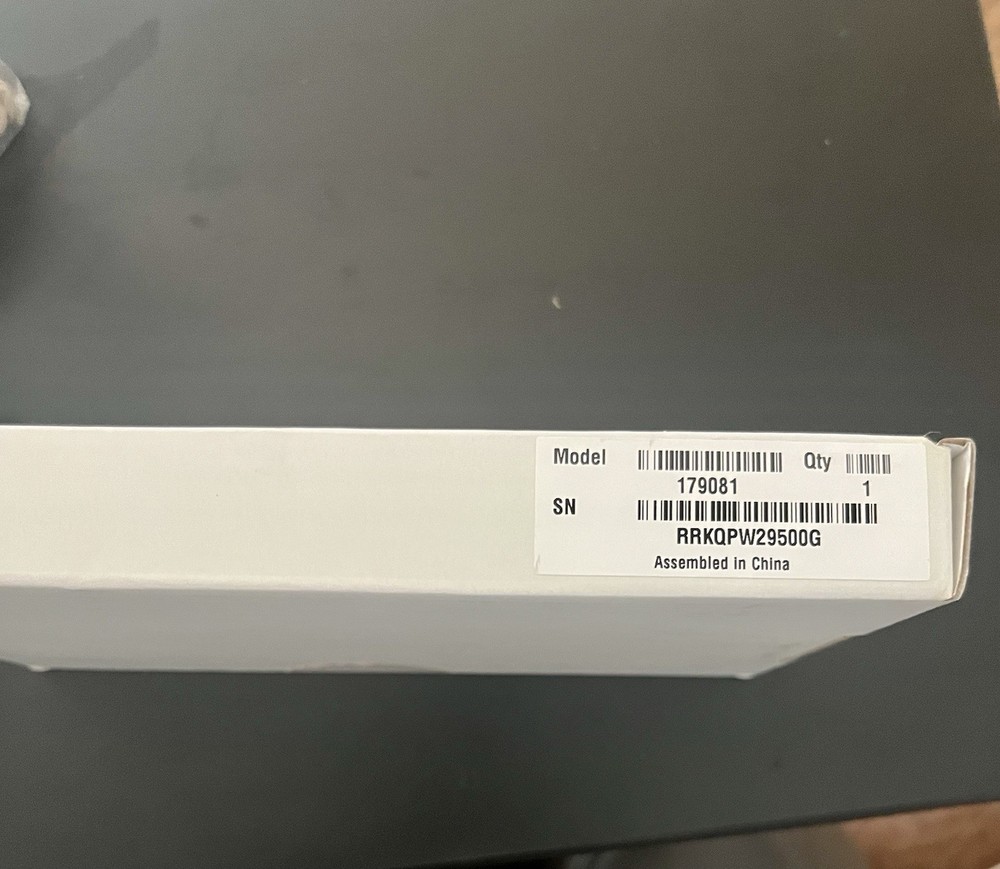 Model Qty
179081 1
SN
RRKQPW29500G
Assembled in China